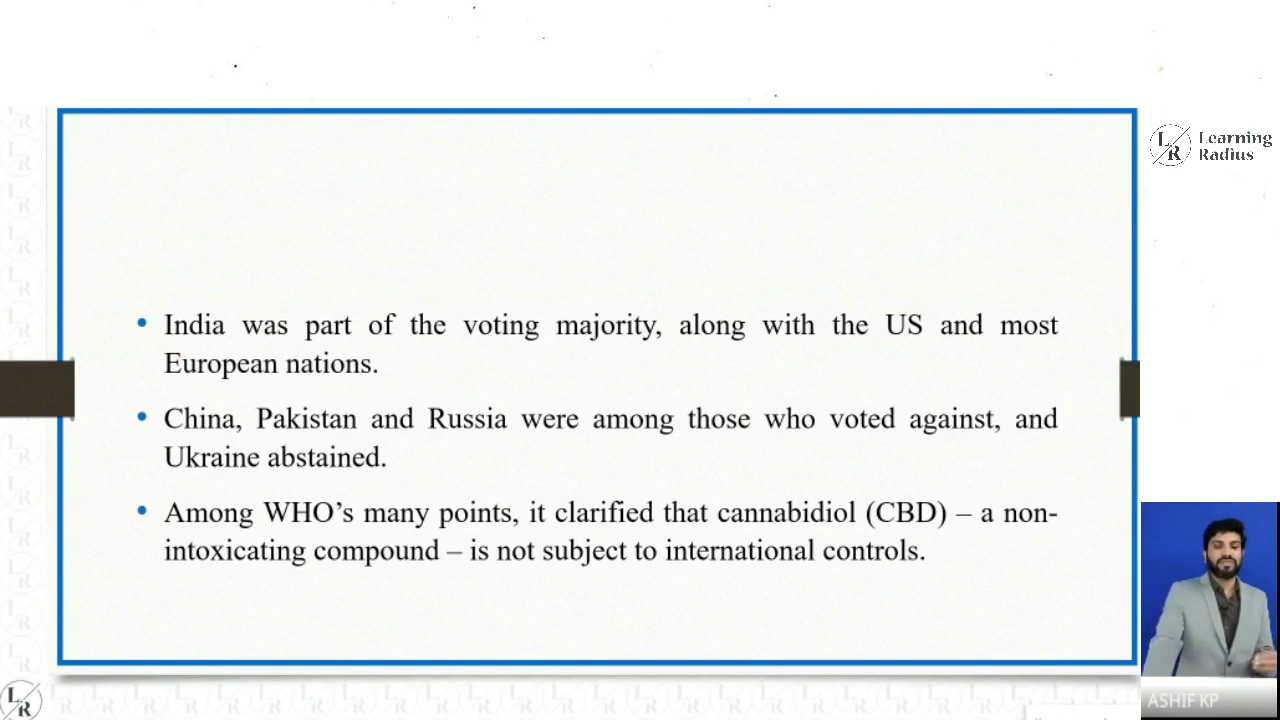 Learning
Radius
India was part of the voting majority, along with the US and most
European nations.
China, Pakistan and Russia were among those who voted against, and
Ukraine abstained.
Among WHO’s many points, it clarified that cannabidiol (CBD) – a non-
intoxicating compound – is not subject to international controls.
ASHIF KP
L
R